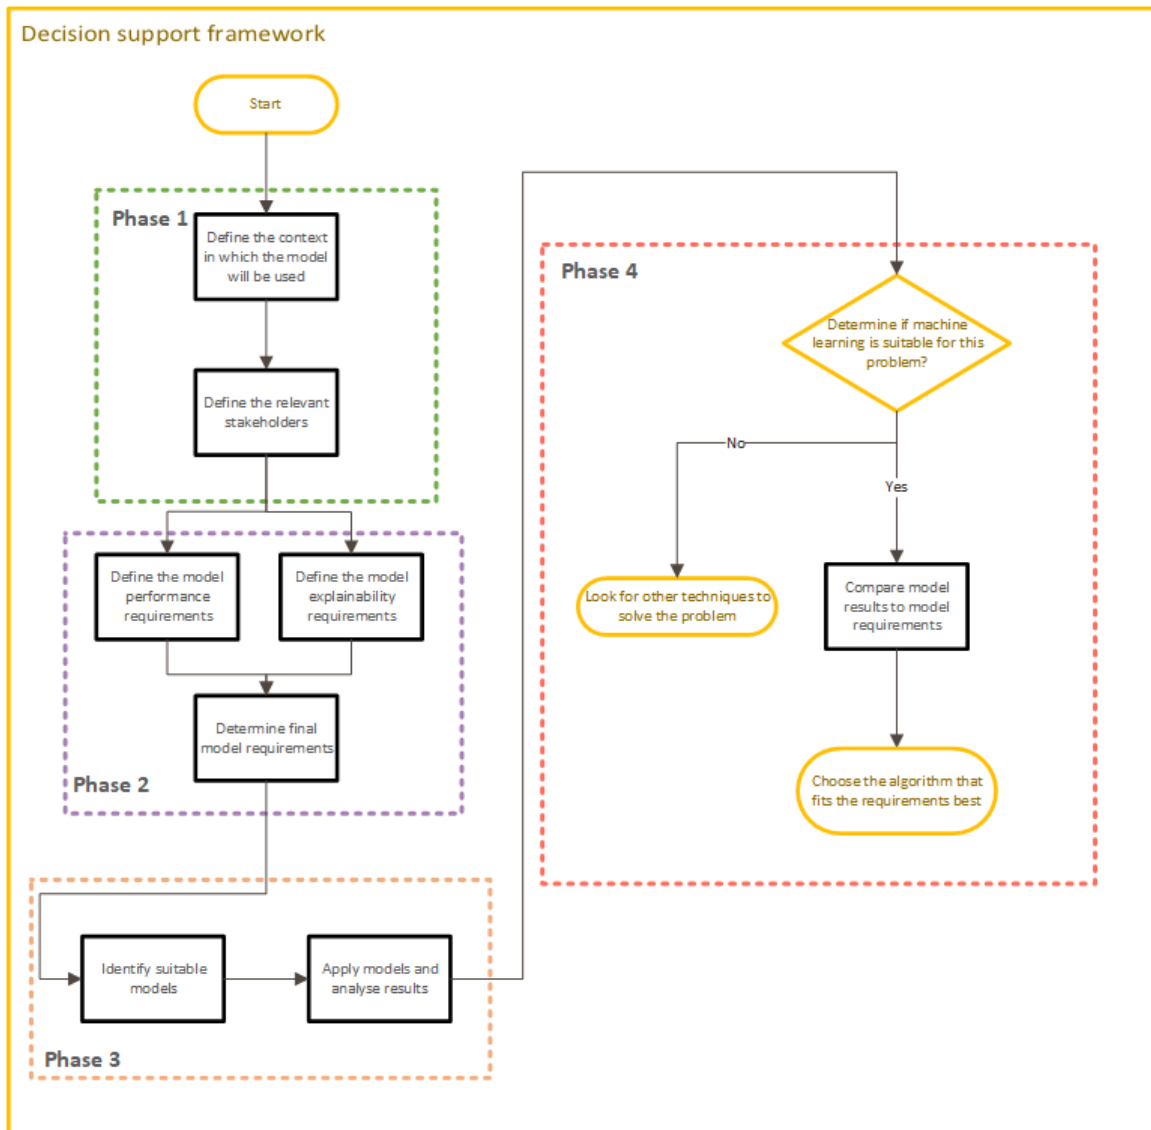 Decision support framework
Start
Phase 1
Define the context
in which the model
will be used
Define the relevant
stakeholders
Define the model
performance
requirements
Define the model
explainability
requirements
Determine final
model requirements
Phase 2
Identify suitable
models
Apply models and
analyse results
Phase 3
Phase 4
Determine if machine
learning is suitable for this
problem?
No
Yes
Look for other techniques to
solve the problem
Compare model
results to model
requirements
Choose the algorithm that
fits the requirements best